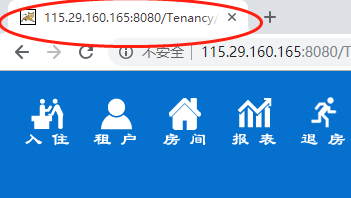 115.29.160.165:8080/Tenancy/
不安全 115.29.160.165:8080/T
入住 租户 房间 报表 退房